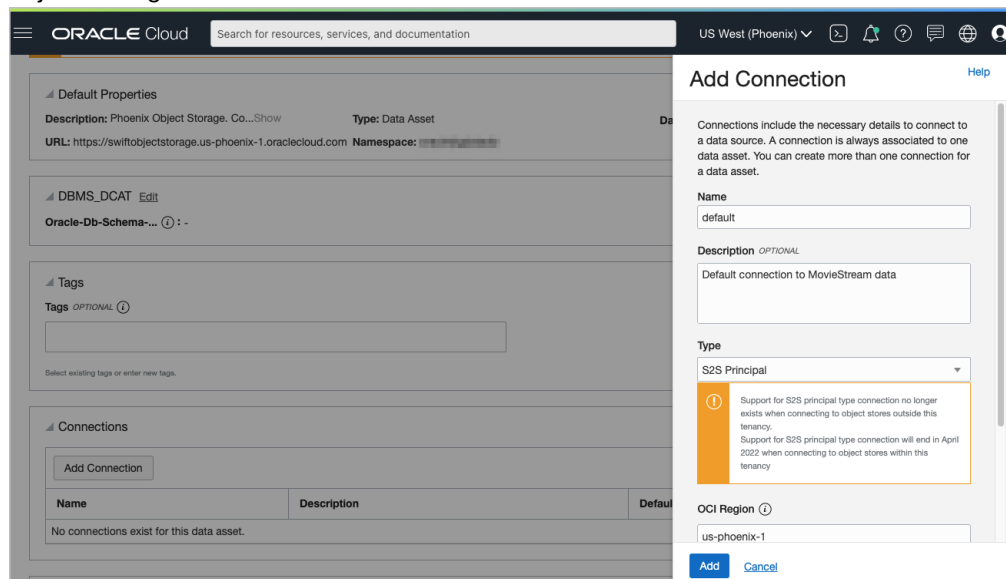 ORACLE Cloud
Search for resources, services, and documentation
US West (Phoenix)
Default Properties
Description: Phoenix Object Storage. Co...Show
Type: Data Asset
Da
URL: https://swiftobjectstorage.us-phoenix-1.oraclecloud.com Namespace:
DBMS_DCAT Edit
Oracle-Db-Schema-... : -
Tags
Tags OPTIONAL
Select existing tags or enter new tags.
Connections
Add Connection
Name Description Defaul
No connections exist for this data asset.
Add Connection
Help
Connections include the necessary details to connect to
a data source. A connection is always associated to one
data asset. You can create more than one connection for
a data asset.
Name
default
Description OPTIONAL
Default connection to MovieStream data
Type
S2S Principal
Support for S2S principal type connection no longer
exists when connecting to object stores outside this
tenancy.
Support for S2S principal type connection will end in April
2022 when connecting to object stores within this
tenancy
OCI Region
us-phoenix-1
Add Cancel